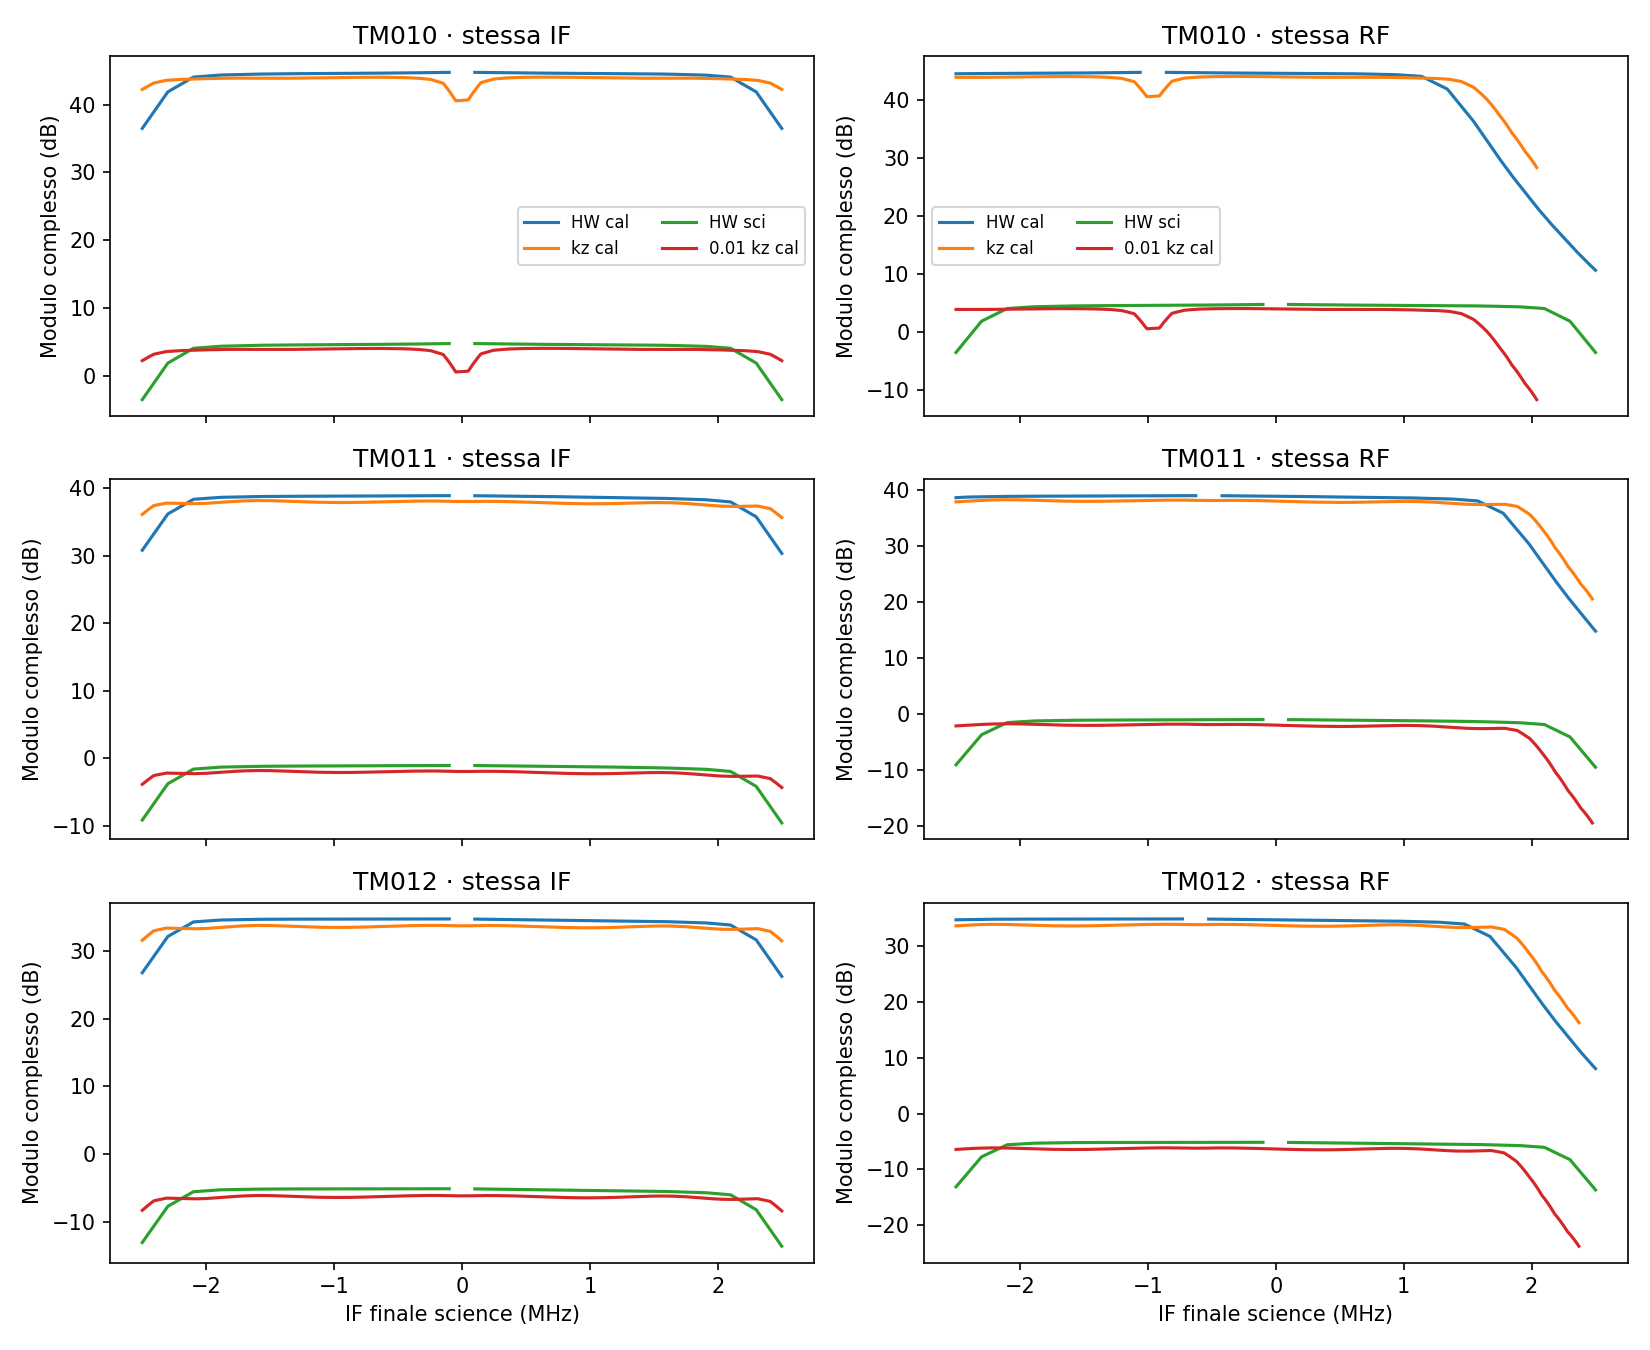 TM010 · stessa IF
TM010 · stessa RF
Modulo complesso (dB)
40
30
20
10
0
HW cal
HW sci
kz cal
0.01 kz cal
Modulo complesso (dB)
40
30
20
10
0
−10
HW cal
HW sci
kz cal
0.01 kz cal
TM011 · stessa IF
TM011 · stessa RF
Modulo complesso (dB)
40
30
20
10
0
−10
Modulo complesso (dB)
40
30
20
10
0
−10
−20
TM012 · stessa IF
TM012 · stessa RF
Modulo complesso (dB)
30
20
10
0
−10
−2 −1 0 1 2
IF finale science (MHz)
Modulo complesso (dB)
30
20
10
0
−10
−20
−2 −1 0 1 2
IF finale science (MHz)